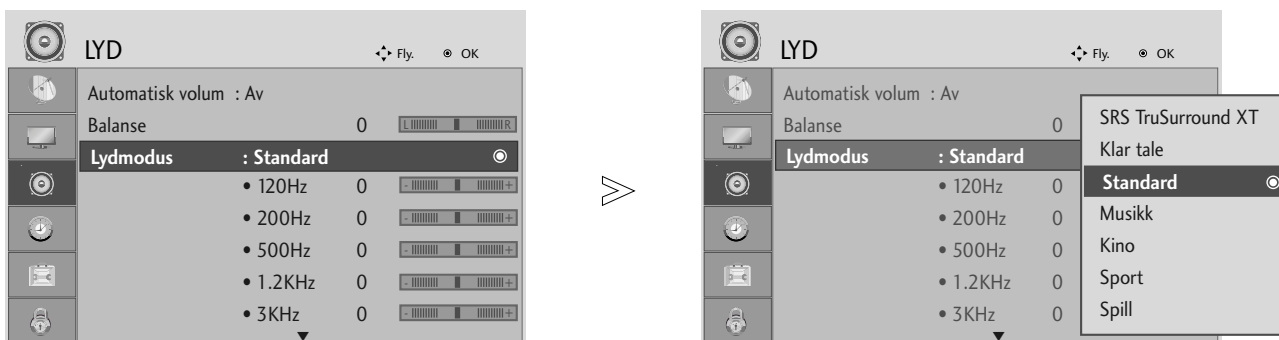 LYD Fly. OK
Automatisk volum : Av
Balanse 0 L R
Lydmodus : Standard
• 120Hz 0 - +
• 200Hz 0 - +
• 500Hz 0 - +
• 1.2KHz 0 - +
• 3KHz 0 - +
LYD Fly. OK
Automatisk volum : Av
Balanse 0
Lydmodus : Standard
• 120Hz 0
• 200Hz 0
• 500Hz 0
• 1.2KHz 0
• 3KHz 0
SRS TruSurround XT
Klar tale
Standard
Musikk
Kino
Sport
Spill